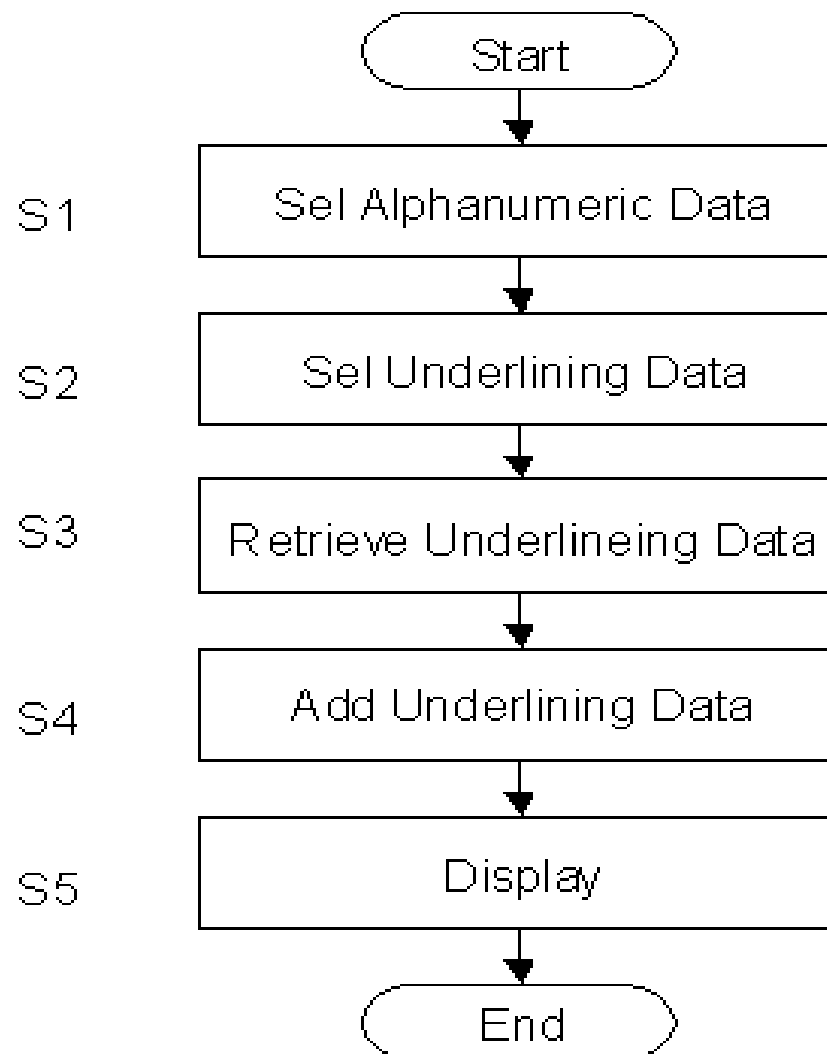 Start
S1 Sel Alphanumeric Data
S2 Sel Underlining Data
S3 Retrieve Underlineing Data
S4 Add Underlining Data
S5 Display
End